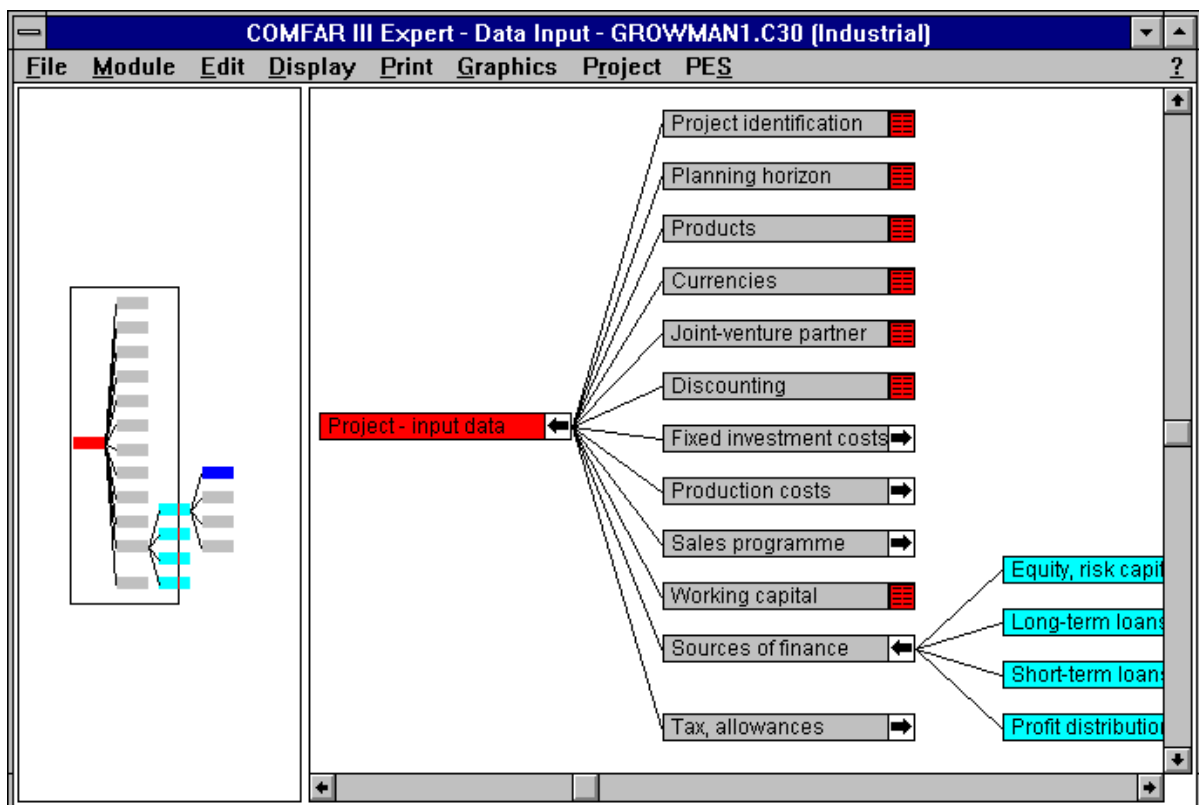 COMFAR III Expert - Data Input - GROWMAN1.C30 (Industrial)
File Module Edit Display Print Graphics Project PES ?
Project identification
Planning horizon
Products
Currencies
Joint-venture partner
Discounting
Project - input data
Fixed investment costs
Production costs
Sales programme
Equity, risk capit
Working capital
Long-term loans
Sources of finance
Short-term loans
Tax, allowances
Profit distribution